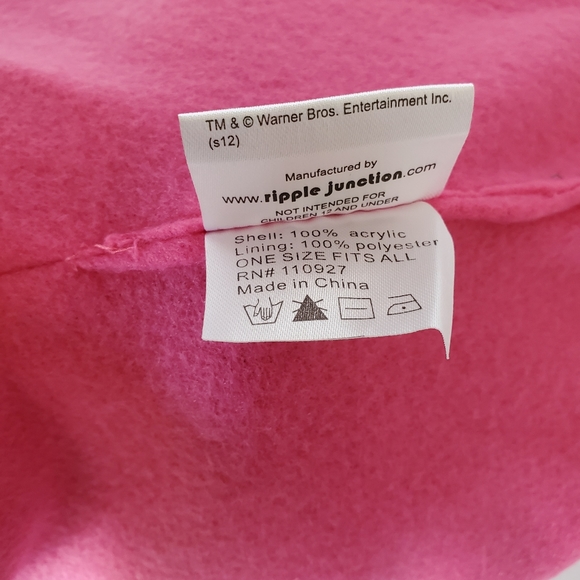 TM & © Warner Bros. Entertainment Inc.
(s12)
Manufactured by
www.ripple junction.com
NOT INTENDED FOR
CHILDREN 12 AND UNDER
Shell: 100% acrylic
Lining: 100% polyester
ONE SIZE FITS ALL
RN# 110927
Made in China